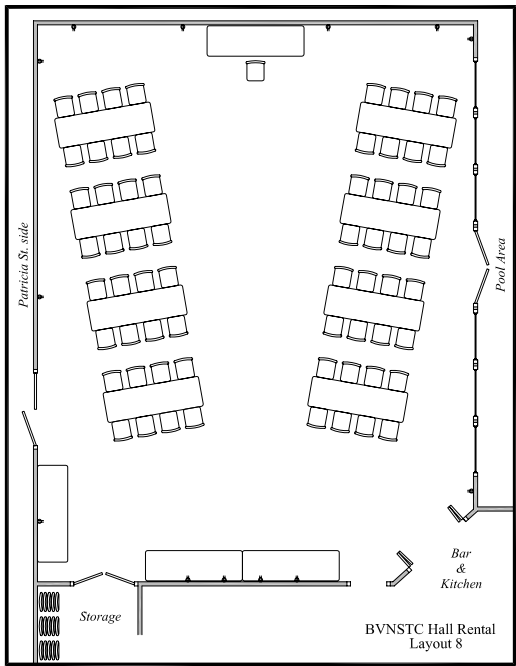 Patricia St. side
Pool Area
Bar
&
Kitchen
Storage
BVNSTC Hall Rental
Layout 8